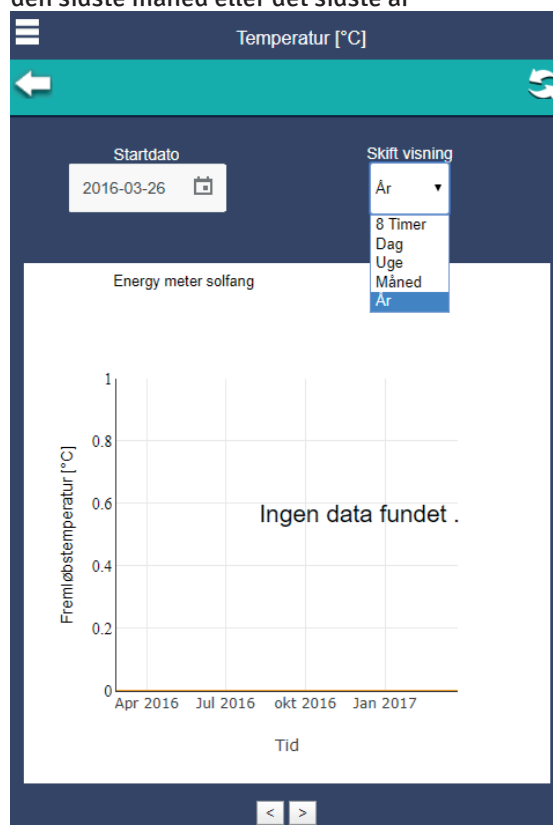 den sidste måned eller det sidste år
Temperatur [°C]
Startdato
Skift visning
2016-03-26
År
8 Timer
Dag
Uge
Måned
År
Energy meter solfang
1
0.8
0.6
0.4
0.2
0
Fremløbstemperatur [°C]
Ingen data fundet .
Apr 2016 Jul 2016 okt 2016 Jan 2017
Tid
< >